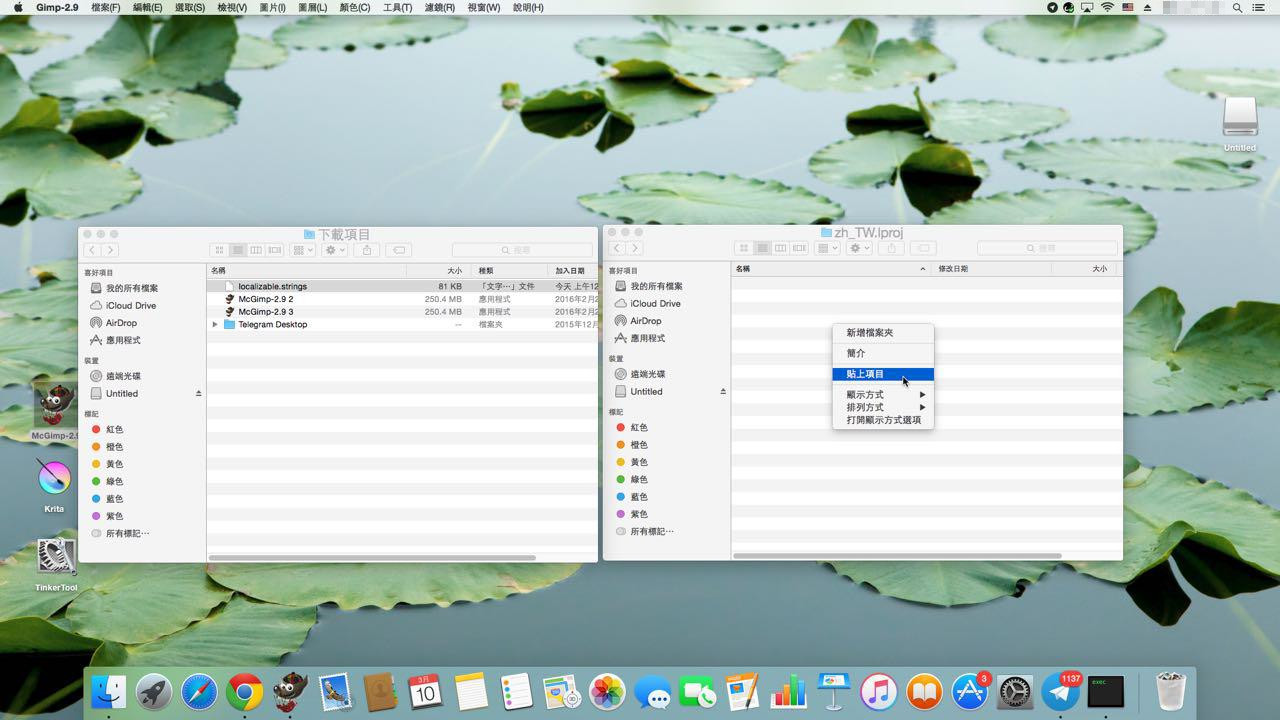 Gimp-2.9 檔案(F) 編輯(E) 選取(S) 檢視(V) 圖片(I) 圖層(L) 顏色(C) 工具(T) 濾鏡(R) 視窗(W) 說明(H)
Untitled
McGimp-2.9
Krita
TinkerTool
下載項目
搜尋
喜好項目
我的所有檔案
iCloud Drive
AirDrop
應用程式
裝置
遠端光碟
Untitled
標記
紅色
橙色
黃色
綠色
藍色
紫色
所有標記…
名稱 大小 種類 加入日期
localizable.strings 81 KB 「文字…」文件 今天 上午12
McGimp-2.9 2 250.4 MB 應用程式 2016年2月2
McGimp-2.9 3 250.4 MB 應用程式 2016年2月2
Telegram Desktop -- 檔案夾 2015年12月
zh_TW.lproj
搜尋
喜好項目
我的所有檔案
iCloud Drive
AirDrop
應用程式
裝置
遠端光碟
Untitled
標記
紅色
橙色
黃色
綠色
藍色
紫色
所有標記…
名稱 修改日期 大小
新增檔案夾
簡介
貼上項目
顯示方式
排列方式
打開顯示方式選項
3月
10
3
1137
exec